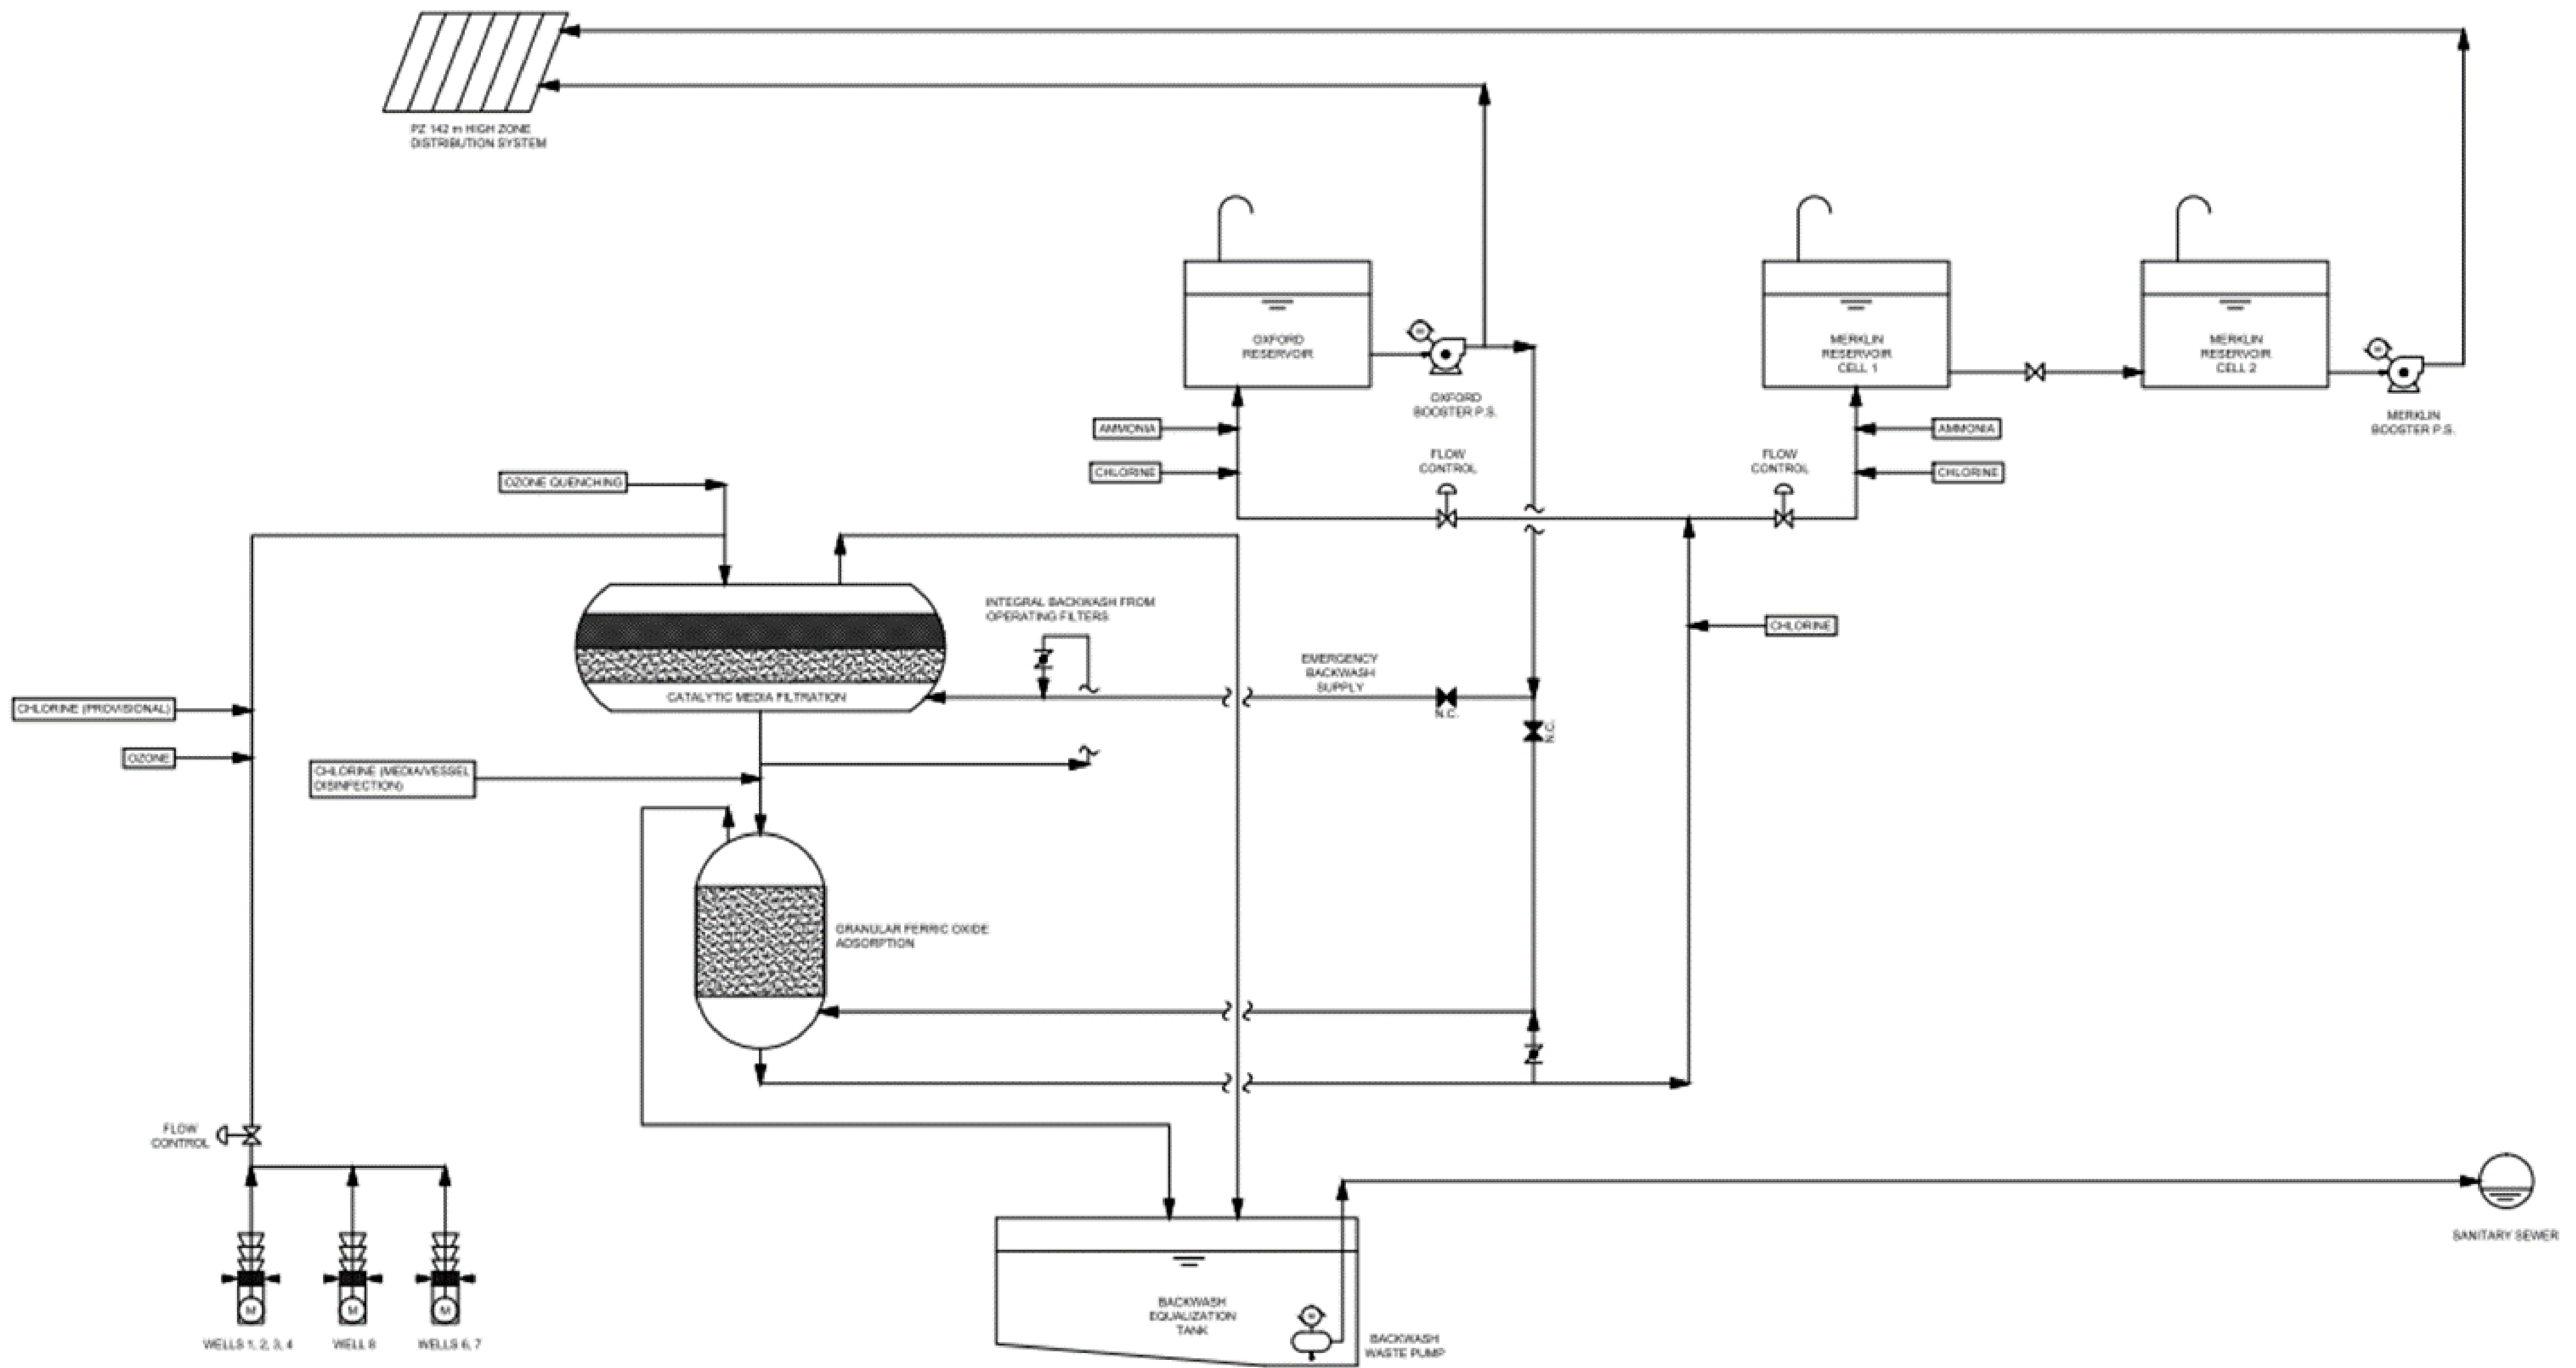 PZ 142 m HIGH ZONE
DISTRIBUTION SYSTEM
OXFORD
RESERVOIR
MERKLIN
RESERVOIR
CELL 1
MERKLIN
RESERVOIR
CELL 2
OXFORD
BOOSTER P.S.
MERKLIN
BOOSTER P.S.
AMMONIA
AMMONIA
CHLORINE
FLOW
CONTROL
FLOW
CONTROL
CHLORINE
OZONE QUENCHING
INTEGRAL BACKWASH FROM
OPERATING FILTERS
CHLORINE
EMERGENCY
BACKWASH
SUPPLY
N.C.
N.C.
CATALYTIC MEDIA FILTRATION
CHLORINE (PROVISIONAL)
OZONE
CHLORINE (MEDIA/VESSEL
DISINFECTION)
GRANULAR FERRIC OXIDE
ADSORPTION
FLOW
CONTROL
M
M
M
WELLS 1, 2, 3, 4
WELL 8
WELLS 6, 7
BACKWASH
EQUALIZATION
TANK
BACKWASH
WASTE PUMP
SANITARY SEWER